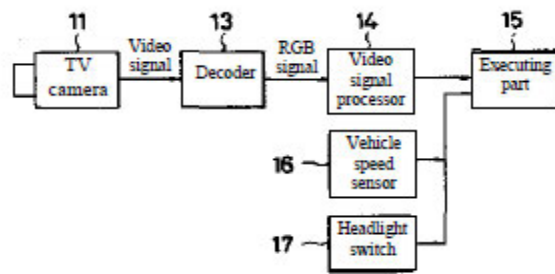 11
13
14
15
TV
camera
Video
signal
Decoder
RGB
signal
Video
signal
processor
Executing
part
16
Vehicle
speed
sensor
17
Headlight
switch